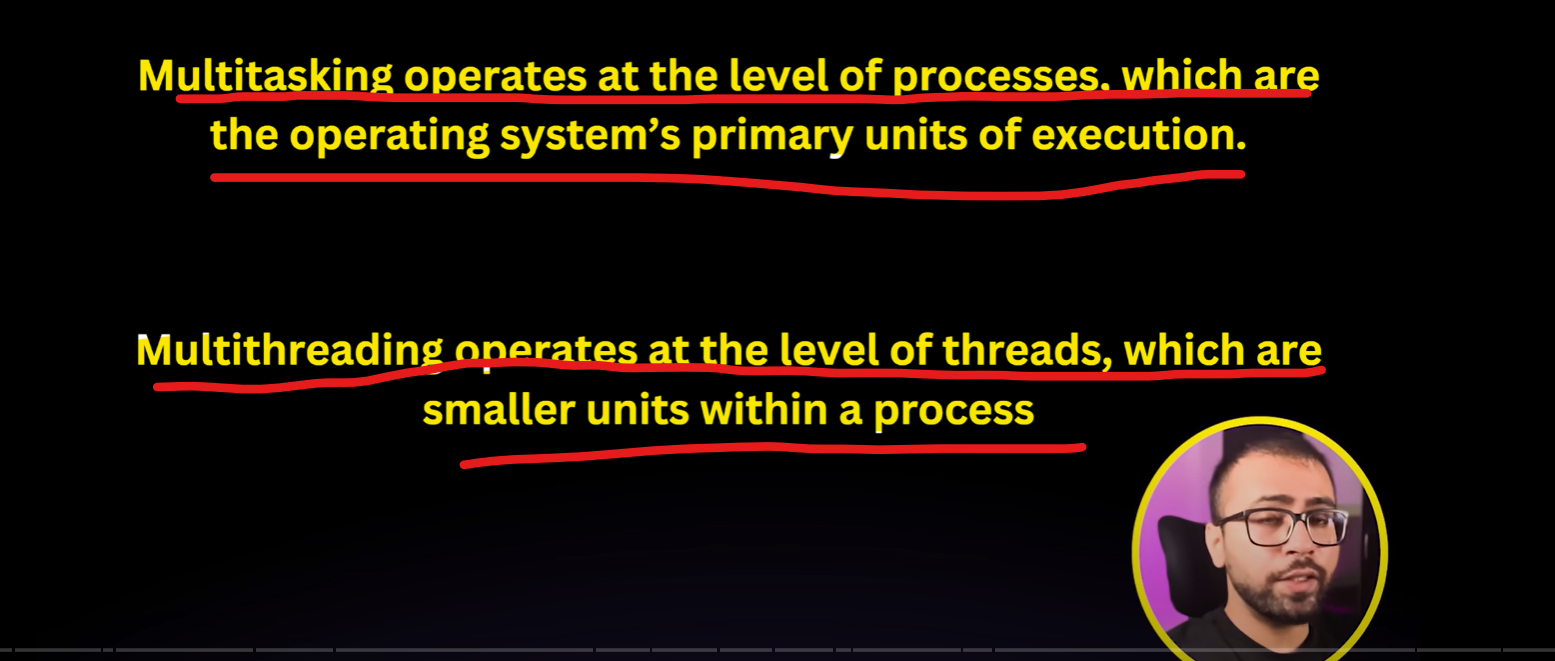 Multitasking operates at the level of processes, which are
the operating system’s primary units of execution.
Multithreading operates at the level of threads, which are
smaller units within a process